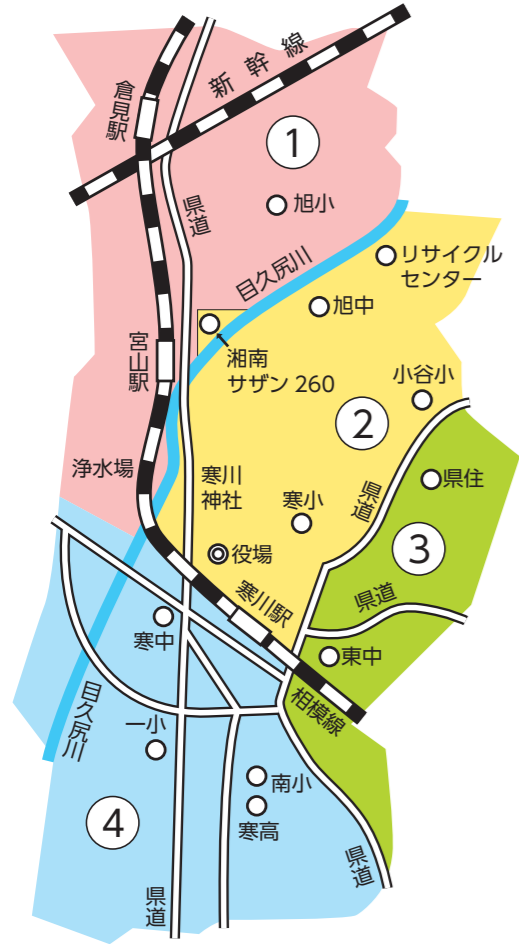 新幹線
倉見駅
①
県道
旭小
目久尻川
リサイクル
センター
旭中
宮山駅
湘南
サザン 260
小谷小
②
浄水場
寒川
神社
寒小
県道
県住
③
役場
寒川駅
県道
寒中
東中
相模線
目久尻川
一小
南小
寒高
④
県道
県道